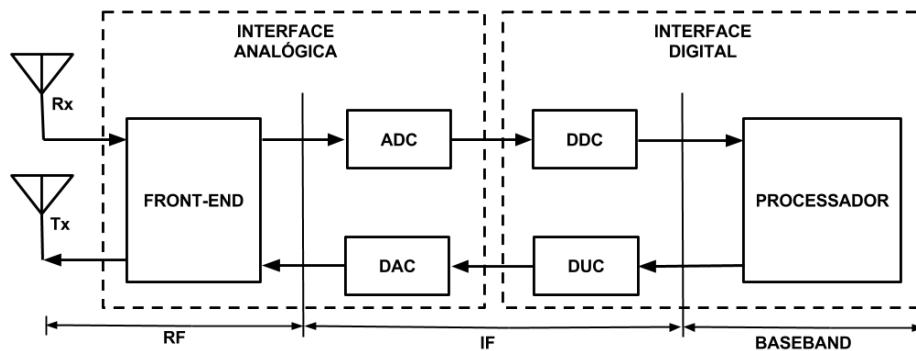 INTERFACE
ANALÓGICA
INTERFACE
DIGITAL
Rx
ADC
DDC
FRONT-END
PROCESSADOR
Tx
DAC
DUC
RF
IF
BASEBAND